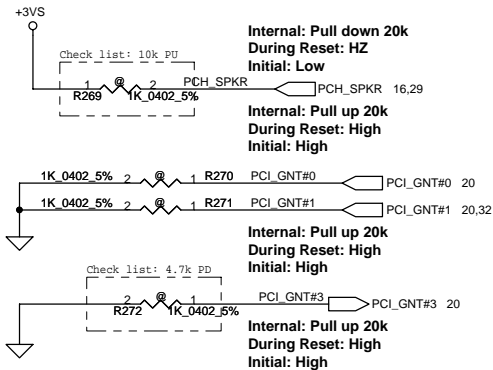 +3VS
Internal: Pull down 20k
During Reset: HZ
Initial: Low
Check list: 10k PU
1 @ 2 PCH_SPKR
PCH_SPKR 16,29
R269 1K_0402_5%
Internal: Pull up 20k
During Reset: High
Initial: High
1K_0402_5% 2 @ 1 R270 PCI_GNT#0
PCI_GNT#0 20
1K_0402_5% 2 @ 1 R271 PCI_GNT#1
PCI_GNT#1 20,32
Internal: Pull up 20k
During Reset: High
Initial: High
Check list: 4.7k PD
2 @ 1 PCI_GNT#3
PCI_GNT#3 20
R272 1K_0402_5%
Internal: Pull up 20k
During Reset: High
Initial: High